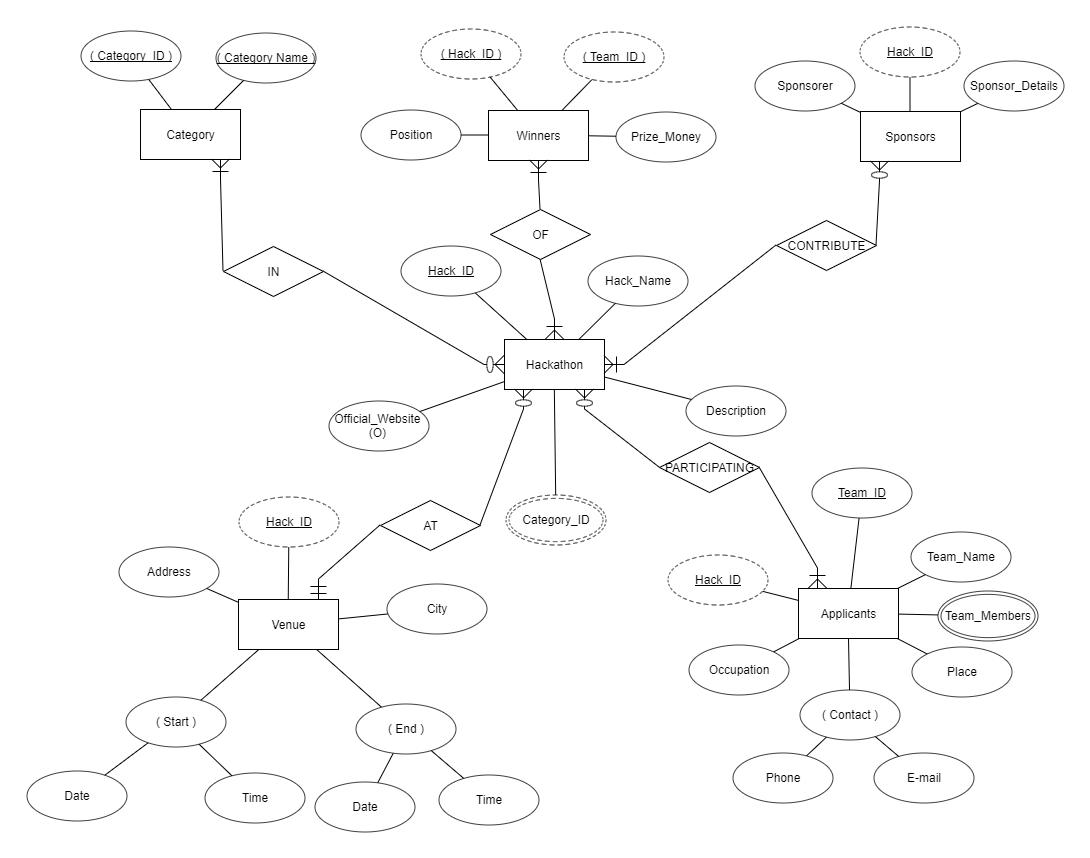 ( Category_ID )
( Category Name )
( Hack_ID )
( Team_ID )
Hack_ID
Sponsorer
Sponsor_Details
Category
Position
Winners
Prize_Money
Sponsors
OF
CONTRIBUTE
IN
Hack_ID
Hack_Name
Hackathon
Official_Website
(O)
Description
PARTICIPATING
Team_ID
Hack_ID
AT
Category_ID
Team_Name
Address
Hack_ID
City
Venue
Applicants
Team_Members
Occupation
Place
( Start )
( End )
( Contact )
Phone
E-mail
Date
Time
Date
Time